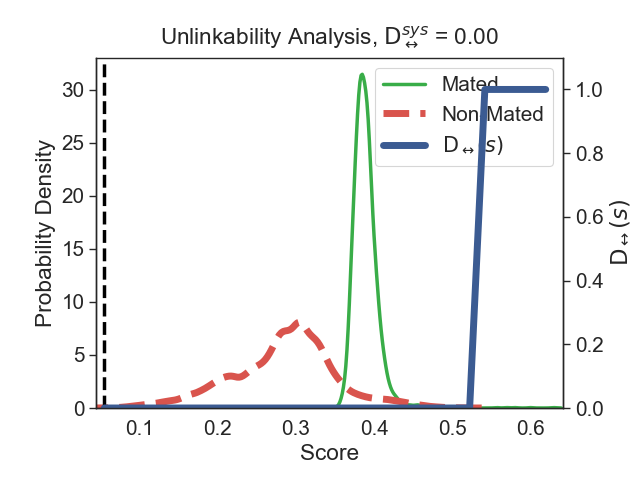 Unlinkability Analysis, D↔^sys = 0.00
Mated
Non-Mated
D↔(s)
30
25
20
15
10
5
0
Probability Density
1.0
0.8
0.6
0.4
0.2
0.0
D↔(s)
0.1 0.2 0.3 0.4 0.5 0.6
Score